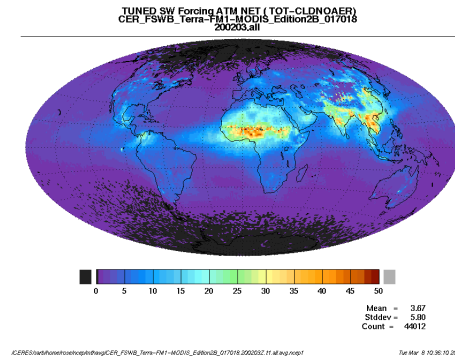 TUNED SW Forcing ATM NET ( TOT-CLDNOAER)
CER_FSWB_Terra-FM1-MODIS_Edition2B_017018
200203.all
0 5 10 15 20 25 30 35 40 45 50
Mean = 3.67
Stddev = 5.80
Count = 44012
Tue Mar 8 10:36:10 2